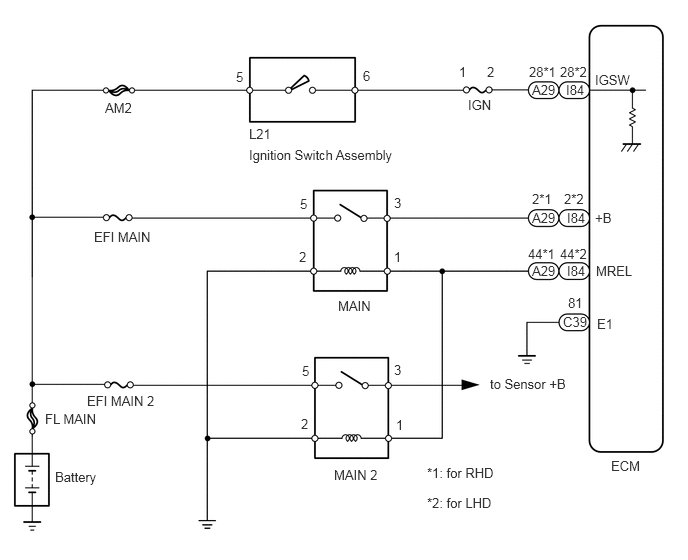 28*1 28*2
5 6 1 2 A29 I84 IGSW
AM2
IGN
L21
Ignition Switch Assembly
5 3 2*1 2*2
A29 I84 +B
EFI MAIN
2 1 44*1 44*2
A29 I84 MREL
MAIN
81
C39 E1
5 3
to Sensor +B
EFI MAIN 2
FL MAIN
2 1
Battery
MAIN 2
ECM
*1: for RHD
*2: for LHD